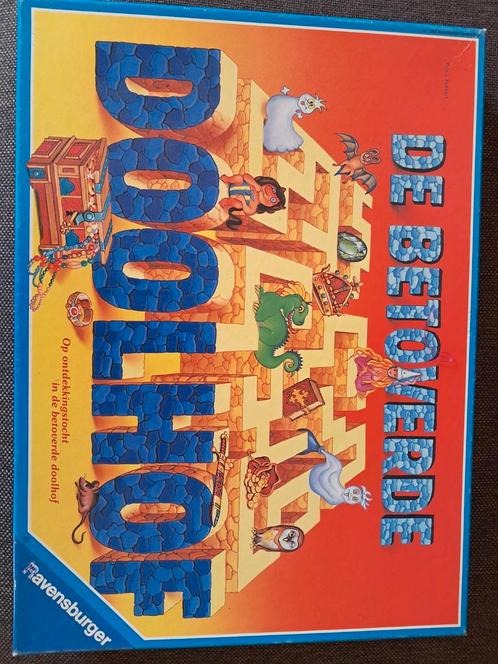 DE BETOVERDE
DOOLHOF
Op ontdekkingstocht
in de betoverde doolhof
Ravensburger